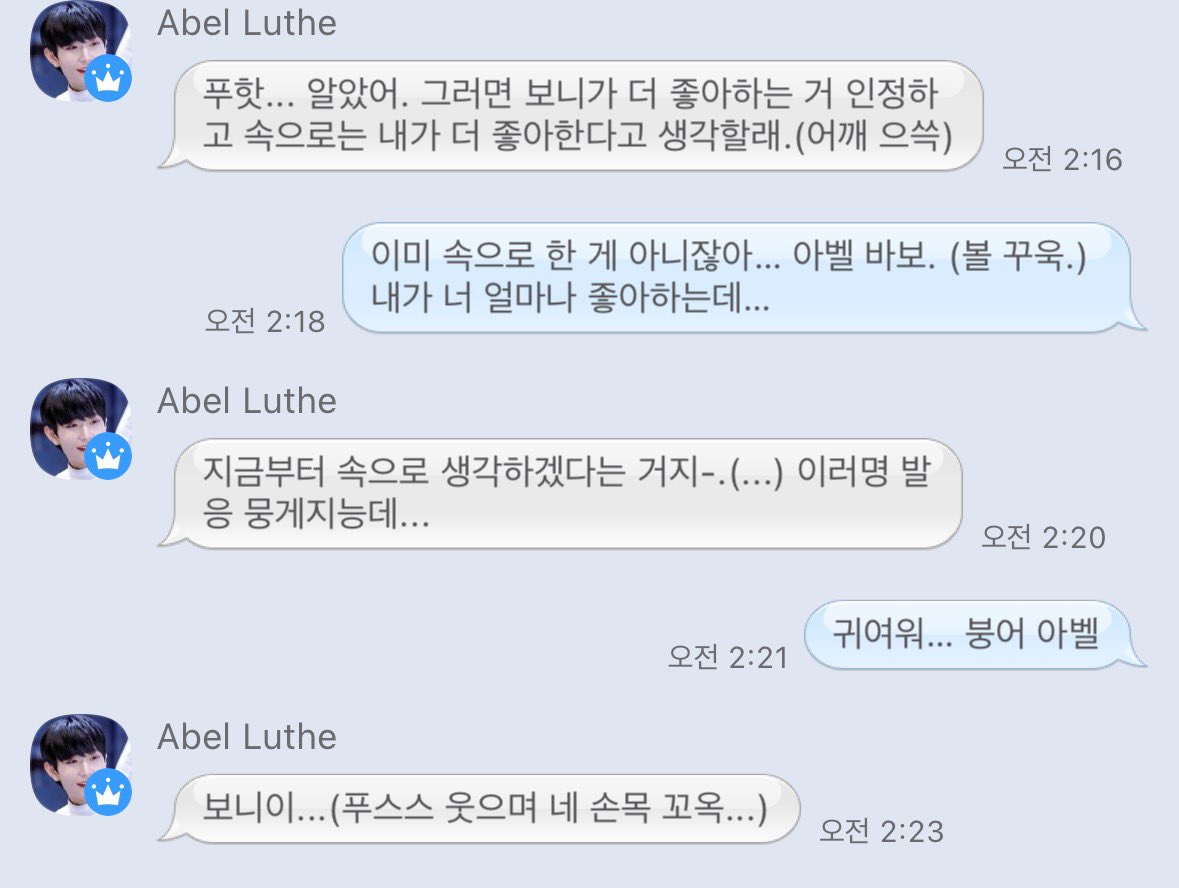 Abel Luthe
푸핫... 알았어. 그러면 보니가 더 좋아하는 거 인정하
고 속으로는 내가 더 좋아한다고 생각할래.(어깨 으쓱)
오전 2:16
이미 속으로 한 게 아니잖아... 아벨 바보. (볼 꾸욱.)
내가 너 얼마나 좋아하는데...
오전 2:18
Abel Luthe
지금부터 속으로 생각하겠다는 거지-.(...) 이러명 발
응 뭉게지능데...
오전 2:20
귀여워... 붕어 아벨
오전 2:21
Abel Luthe
보니이...(푸스스 웃으며 네 손목 꼬옥...)
오전 2:23